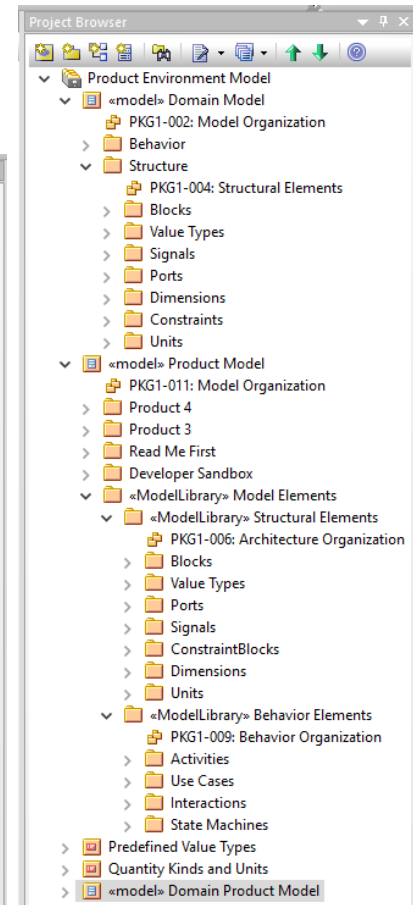 Project Browser
Product Environment Model
«model» Domain Model
PKG1-002: Model Organization
Behavior
Structure
PKG1-004: Structural Elements
Blocks
Value Types
Signals
Ports
Dimensions
Constraints
Units
«model» Product Model
PKG1-011: Model Organization
Product 4
Product 3
Read Me First
Developer Sandbox
«ModelLibrary» Model Elements
«ModelLibrary» Structural Elements
PKG1-006: Architecture Organization
Blocks
Value Types
Ports
Signals
ConstraintBlocks
Dimensions
Units
«ModelLibrary» Behavior Elements
PKG1-009: Behavior Organization
Activities
Use Cases
Interactions
State Machines
Predefined Value Types
Quantity Kinds and Units
«model» Domain Product Model